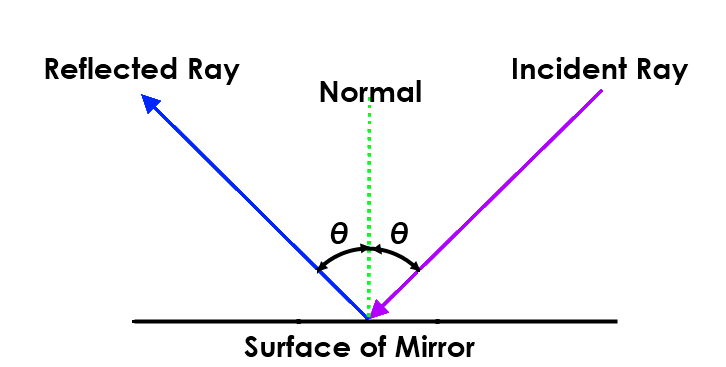 Reflected Ray
Normal
Incident Ray
θ
θ
Surface of Mirror